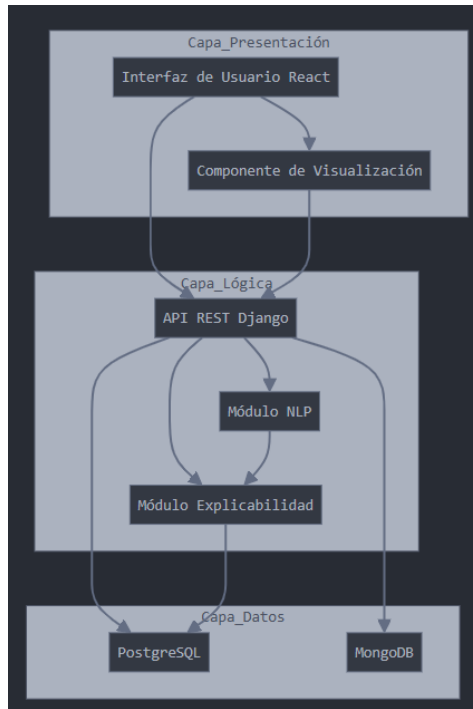 Capa_Presentación
Interfaz de Usuario React
Componente de Visualización
Capa_Lógica
API REST Django
Módulo NLP
Módulo Explicabilidad
Capa_Datos
PostgreSQL
MongoDB